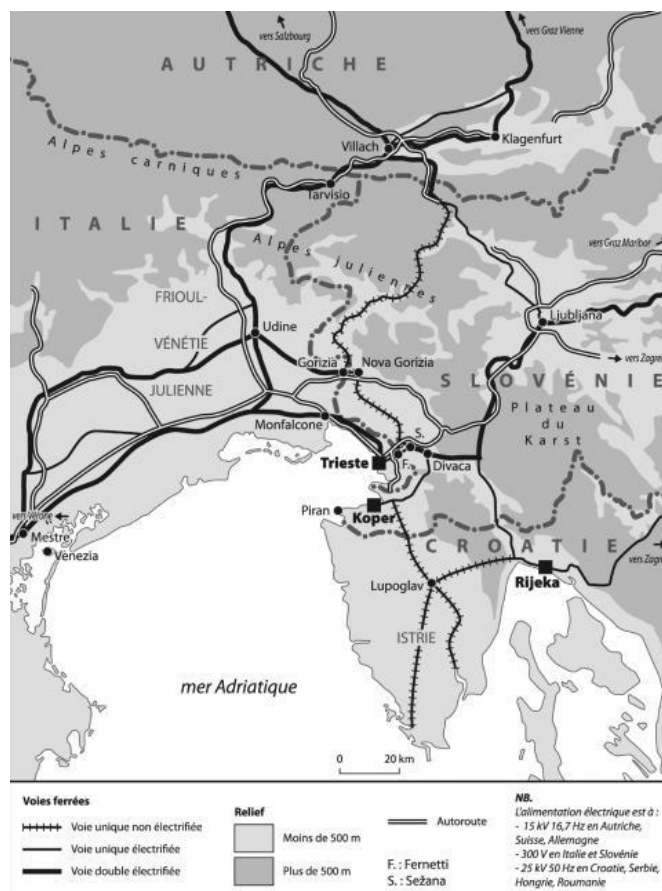 vers Salzbourg
vers Graz Vienne
AUTRICHE
Villach
Klagenfurt
Alpes carniques
Tarvisio
ITALIE
Alpes juliennes
vers Graz Maribor
FRIOUL-
VÉNÉTIE
JULIENNE
Udine
Ljubljana
vers Zagreb
Gorizia
Nova Gorizia
SLOVÉNIE
Plateau
du
Karst
Monfalcone
S.
Trieste
F.
Divaca
vers Vérone
Mestre
Venezia
Piran
Koper
CROATIE
vers Zagre
Lupoglav
Rijeka
ISTRIE
mer Adriatique
0 20 km
Voies ferrées
Voie unique non électrifiée
Voie unique électrifiée
Voie double électrifiée
Relief
Moins de 500 m
Plus de 500 m
Autoroute
F. : Fernetti
S. : Sežana
NB.
L'alimentation électrique est à :
- 15 kV 16,7 Hz en Autriche,
Suisse, Allemagne
- 300 V en Italie et Slovénie
- 25 kV 50 Hz en Croatie, Serbie,
Hongrie, Roumanie